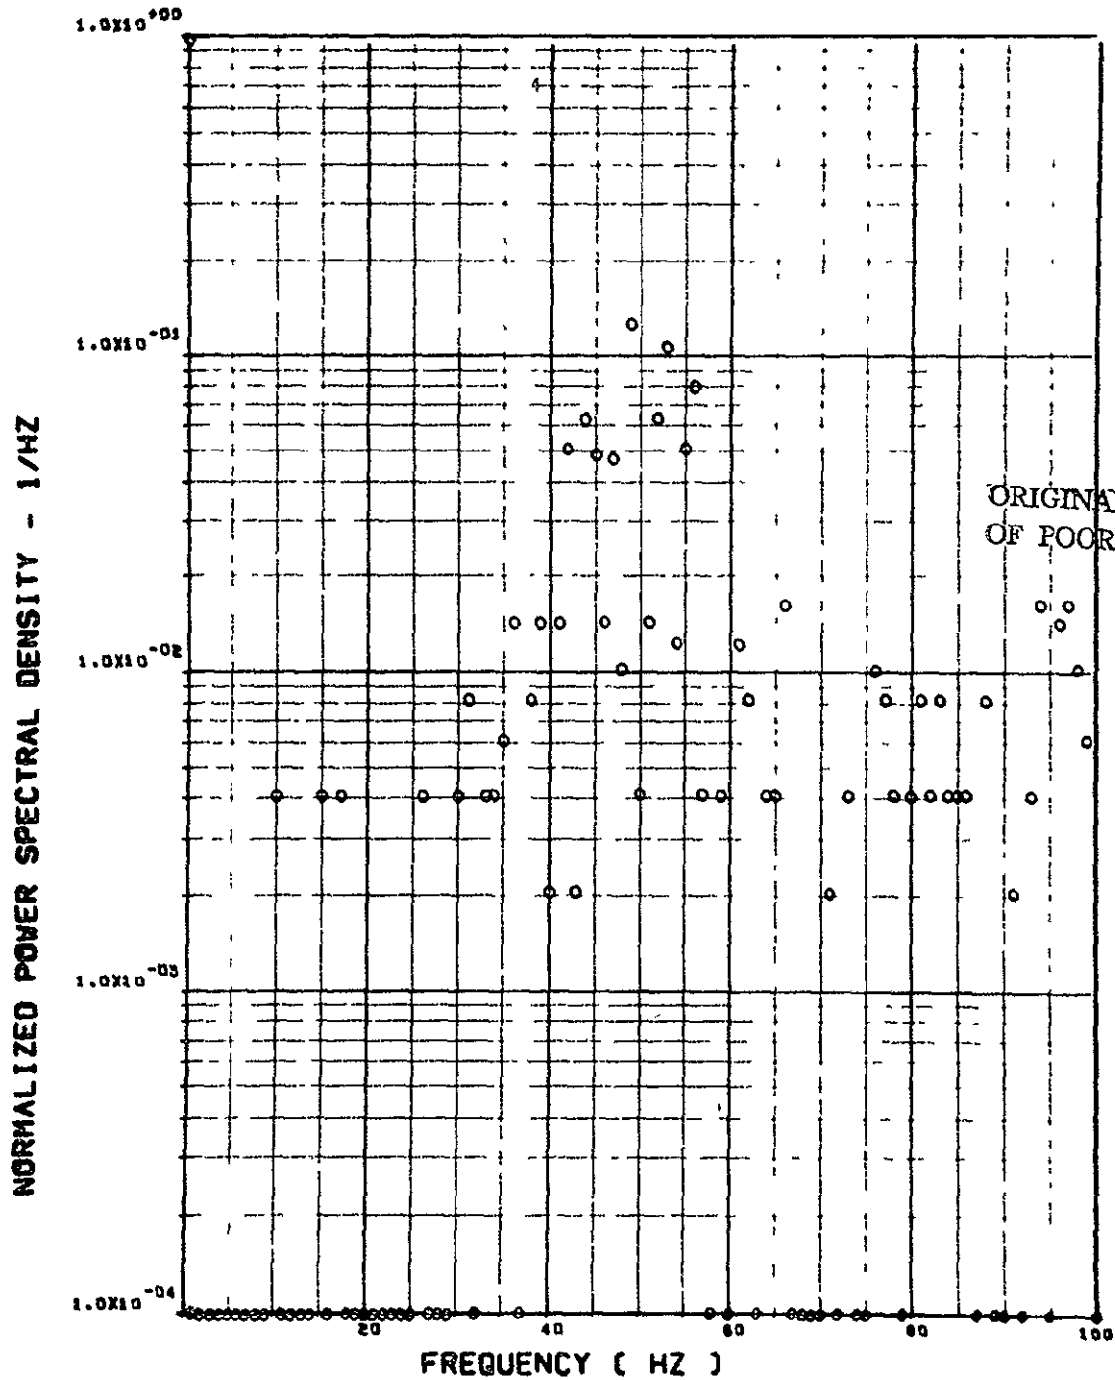 1.0X10+00
1.0X10-01
ORIGINA
OF POOR
1.0X10-02
1.0X10-03
1.0X10-04
NORMALIZED POWER SPECTRAL DENSITY - 1/HZ
20 40 60 80 100
FREQUENCY ( HZ )